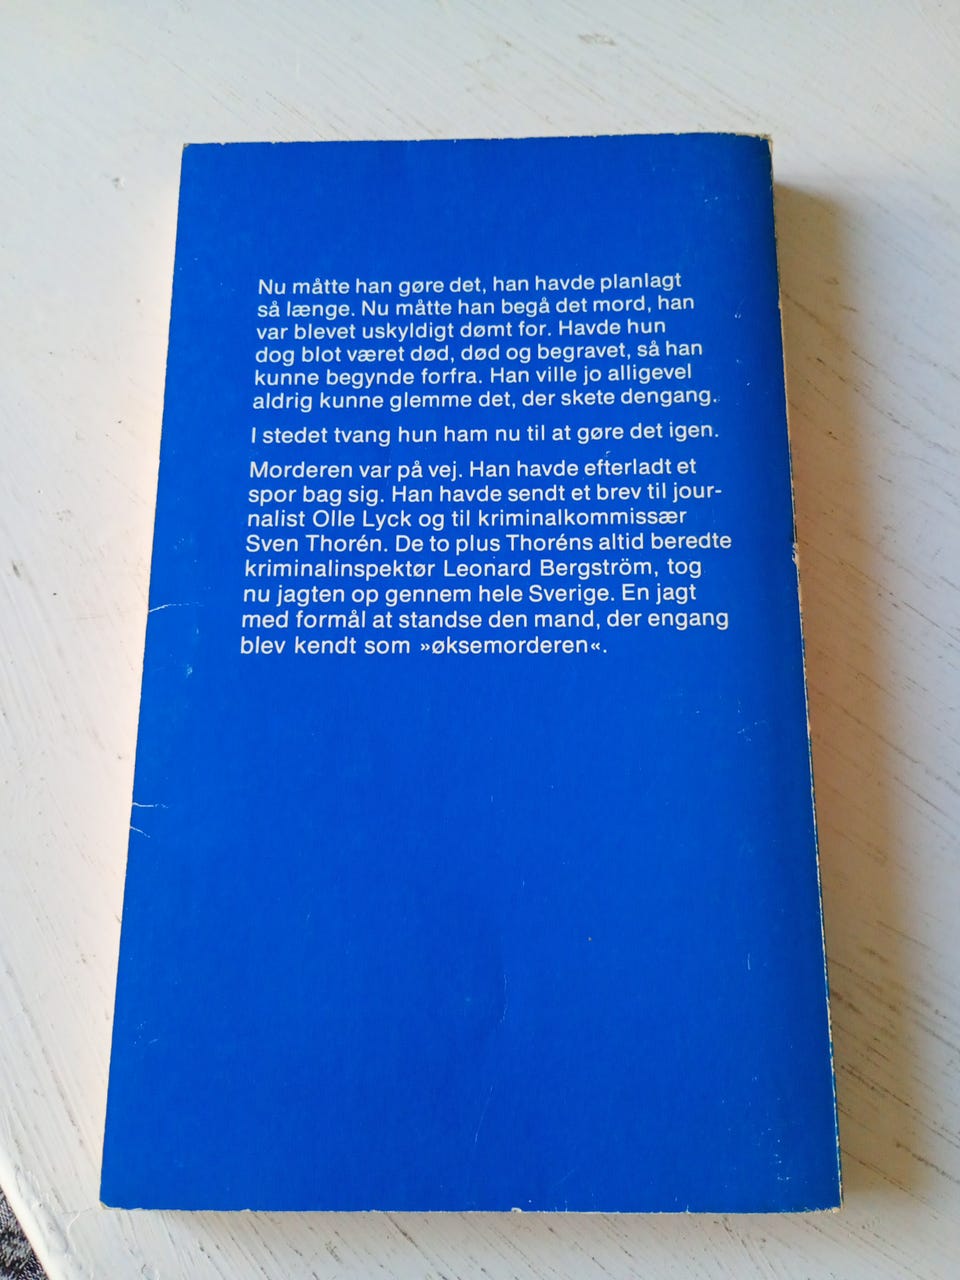 Nu måtte han gøre det, han havde planlagt
så længe. Nu måtte han begå det mord, han
var blevet uskyldigt dømt for. Havde hun
dog blot været død, død og begravet, så han
kunne begynde forfra. Han ville jo alligevel
aldrig kunne glemme det, der skete dengang.
I stedet tvang hun ham nu til at gøre det igen.
Morderen var på vej. Han havde efterladt et
spor bag sig. Han havde sendt et brev til jour-
nalist Olle Lyck og til kriminalkommissær
Sven Thorén. De to plus Thoréns altid beredte
kriminalinspektør Leonard Bergström, tog
nu jagten op gennem hele Sverige. En jagt
med formål at standse den mand, der engang
blev kendt som »øksemorderen«.